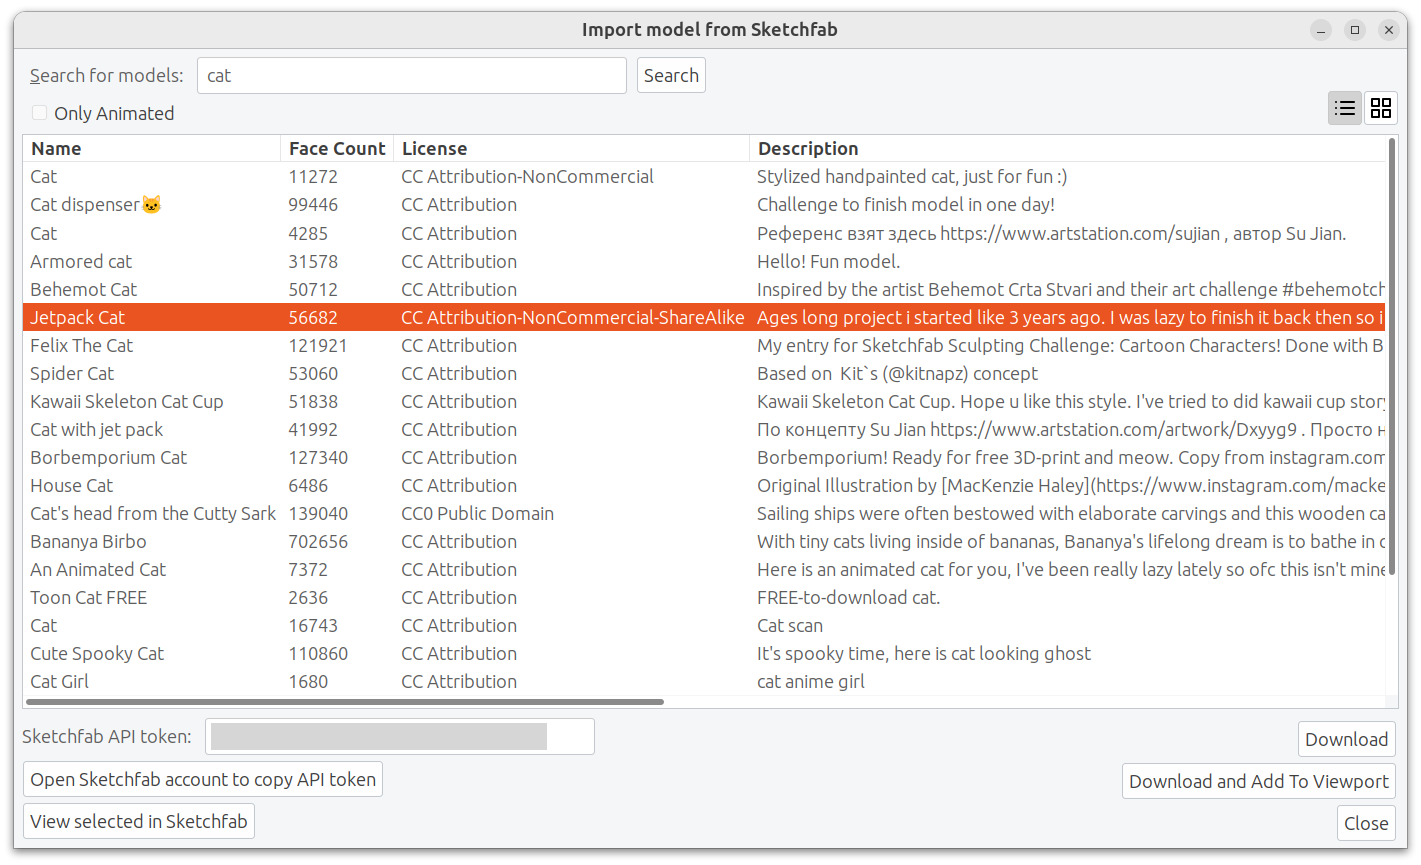 Import model from Sketchfab
Search for models: cat Search
Only Animated
Name Face Count License Description
Cat 11272 CC Attribution-NonCommercial Stylized handpainted cat, just for fun :)
Cat dispenser🐱 99446 CC Attribution Challenge to finish model in one day!
Cat 4285 CC Attribution Референс взят здесь https://www.artstation.com/sujian , автор Su Jian.
Armored cat 31578 CC Attribution Hello! Fun model.
Behemot Cat 50712 CC Attribution Inspired by the artist Behemot Crta Stvari and their art challenge #behemotch
Jetpack Cat 56682 CC Attribution-NonCommercial-ShareAlike Ages long project i started like 3 years ago. I was lazy to finish it back then so i
Felix The Cat 121921 CC Attribution My entry for Sketchfab Sculpting Challenge: Cartoon Characters! Done with B
Spider Cat 53060 CC Attribution Based on  Kit`s (@kitnapz) concept
Kawaii Skeleton Cat Cup 51838 CC Attribution Kawaii Skeleton Cat Cup. Hope u like this style. I've tried to did kawaii cup story
Cat with jet pack 41992 CC Attribution По концепту Su Jian https://www.artstation.com/artwork/Dxyyg9 . Просто н
Borbemporium Cat 127340 CC Attribution Borbemporium! Ready for free 3D-print and meow. Copy from instagram.com
House Cat 6486 CC Attribution Original Illustration by [MacKenzie Haley](https://www.instagram.com/macke
Cat's head from the Cutty Sark 139040 CC0 Public Domain Sailing ships were often bestowed with elaborate carvings and this wooden ca
Bananya Birbo 702656 CC Attribution With tiny cats living inside of bananas, Bananya's lifelong dream is to bathe in c
An Animated Cat 7372 CC Attribution Here is an animated cat for you, I've been really lazy lately so ofc this isn't mine
Toon Cat FREE 2636 CC Attribution FREE-to-download cat.
Cat 16743 CC Attribution Cat scan
Cute Spooky Cat 110860 CC Attribution It's spooky time, here is cat looking ghost
Cat Girl 1680 CC Attribution cat anime girl
Sketchfab API token: Download
Open Sketchfab account to copy API token Download and Add To Viewport
View selected in Sketchfab Close